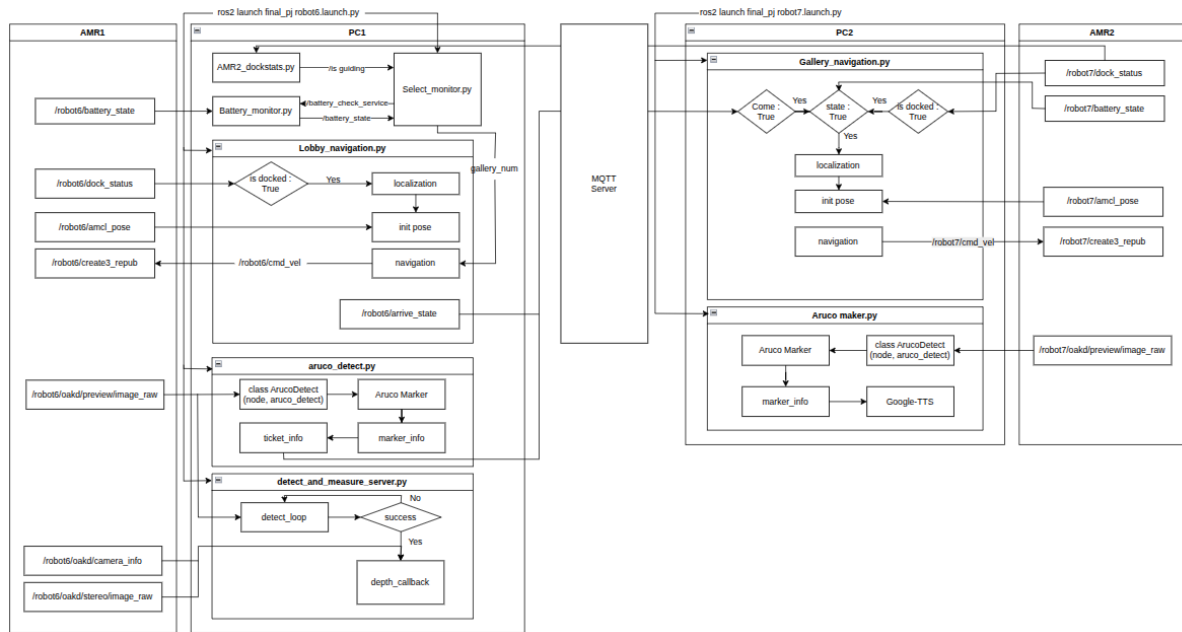 ros2 launch final_pj robot6.launch.py
ros2 launch final_pj robot7.launch.py
AMR1
PC1
PC2
AMR2
AMR2_dockstats.py
/is guiding
Select_monitor.py
/robot6/battery_state
Battery_monitor.py
/battery_check_service
/battery_state
Lobby_navigation.py
gallery_num
/robot6/dock_status
is docked :
True
Yes
localization
/robot6/amcl_pose
init pose
/robot6/create3_repub
/robot6/cmd_vel
navigation
/robot6/arrive_state
aruco_detect.py
/robot6/oakd/preview/image_raw
class ArucoDetect
(node, aruco_detect)
Aruco Marker
ticket_info
marker_info
detect_and_measure_server.py
No
detect_loop
success
Yes
/robot6/oakd/camera_info
depth_callback
/robot6/oakd/stereo/image_raw
MQTT
Server
Gallery_navigation.py
/robot7/dock_status
Come :
True
Yes
state :
True
Yes
is docked :
True
/robot7/battery_state
Yes
localization
init pose
/robot7/amcl_pose
navigation
/robot7/cmd_vel
/robot7/create3_repub
Aruco maker.py
Aruco Marker
class ArucoDetect
(node, aruco_detect)
/robot7/oakd/preview/image_raw
marker_info
Google-TTS